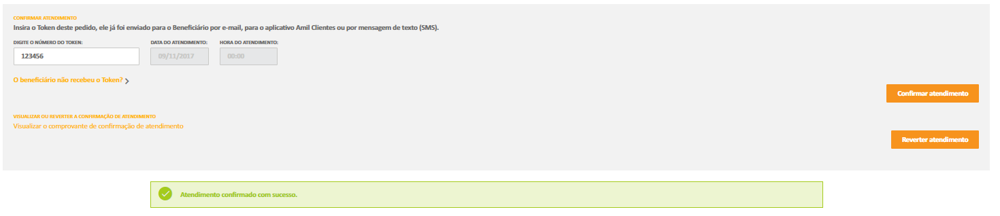 CONFIRMAR ATENDIMENTO
Insira o Token deste pedido, ele já foi enviado para o Beneficiário por e-mail, para o aplicativo Amil Clientes ou por mensagem de texto (SMS).
DIGITE O NÚMERO DO TOKEN: DATA DO ATENDIMENTO: HORA DO ATENDIMENTO:
123456 09/11/2017 00:00
O beneficiário não recebeu o Token? >
Confirmar atendimento
VISUALIZAR OU REVERTER A CONFIRMAÇÃO DE ATENDIMENTO
Visualizar o comprovante de confirmação de atendimento
Reverter atendimento
Atendimento confirmado com sucesso.